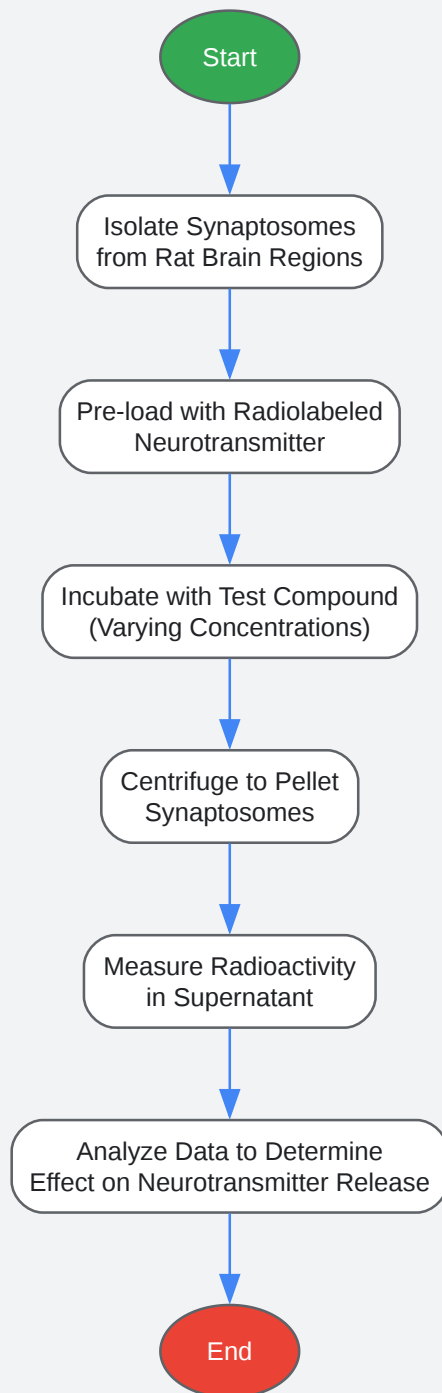 Start
Isolate Synaptosomes
from Rat Brain Regions
Pre-load with Radiolabeled
Neurotransmitter
Incubate with Test Compound
(Varying Concentrations)
Centrifuge to Pellet
Synaptosomes
Measure Radioactivity
in Supernatant
Analyze Data to Determine
Effect on Neurotransmitter Release
End